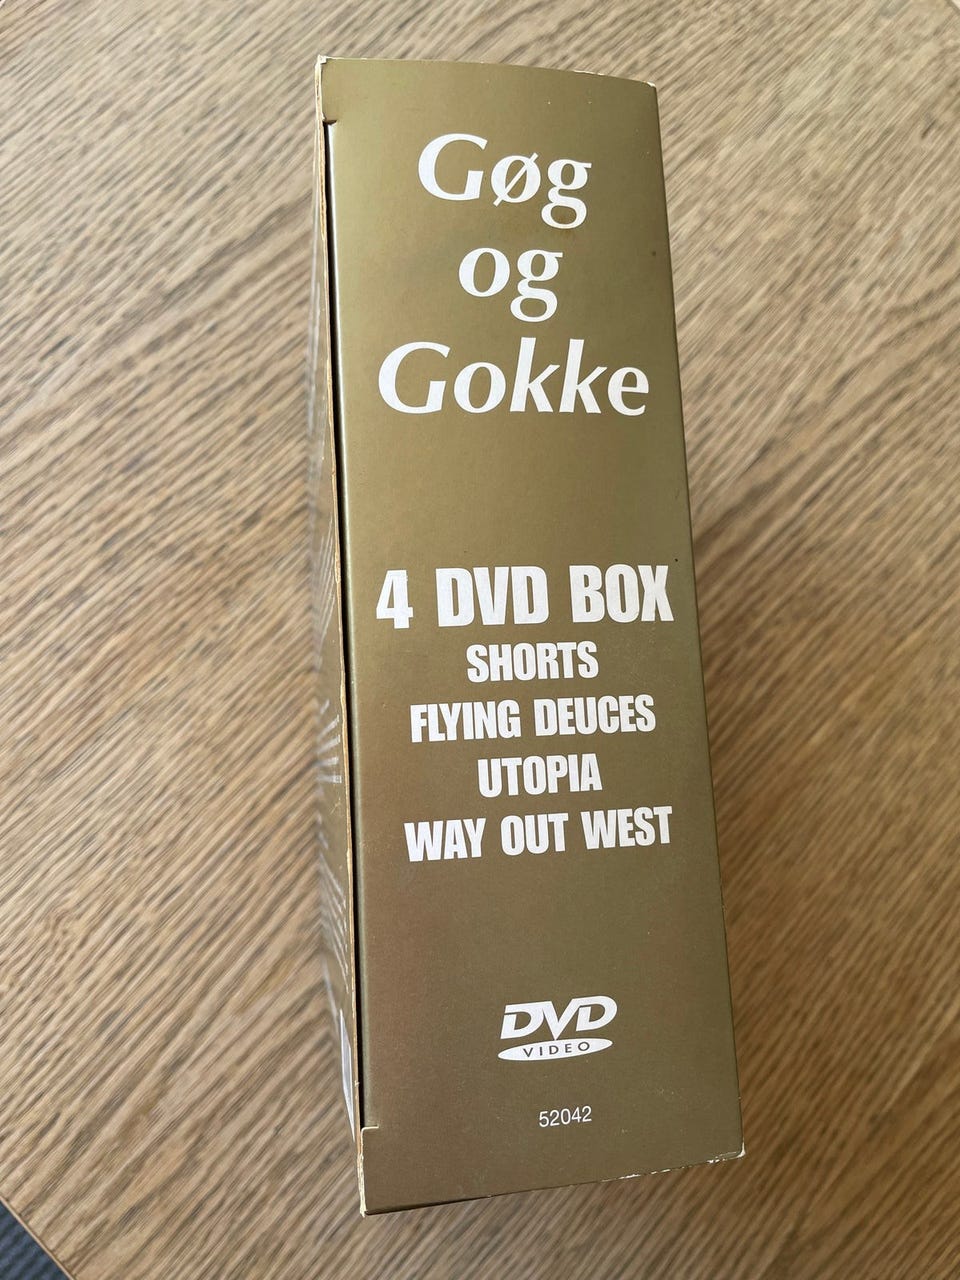 Gøg
og
Gokke
4 DVD BOX
SHORTS
FLYING DEUCES
UTOPIA
WAY OUT WEST
DVD
VIDEO
52042